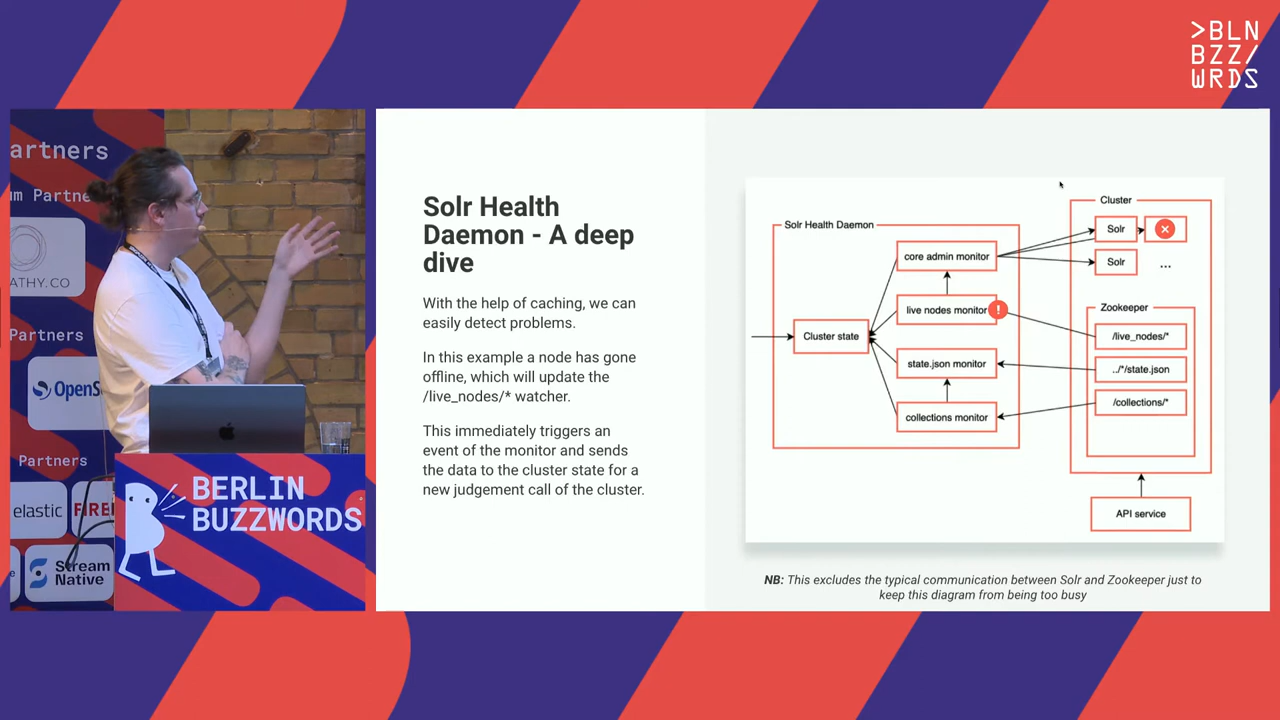 >BLN
BZZ/
WRDS
artners
m Partne
ATHY.CO
Partners
OpenS
Partners
elastic
FIRE
Stream
Native
BERLIN
BUZZWORDS
Solr Health
Daemon - A deep
dive
With the help of caching, we can
easily detect problems.
In this example a node has gone
offline, which will update the
/live_nodes/* watcher.
This immediately triggers an
event of the monitor and sends
the data to the cluster state for a
new judgement call of the cluster.
Solr Health Daemon
Cluster state
core admin monitor
live nodes monitor
!
state.json monitor
collections monitor
Cluster
Solr
Solr
...
Zookeeper
/live_nodes/*
../*/state.json
/collections/*
API service
NB: This excludes the typical communication between Solr and Zookeeper just to
keep this diagram from being too busy